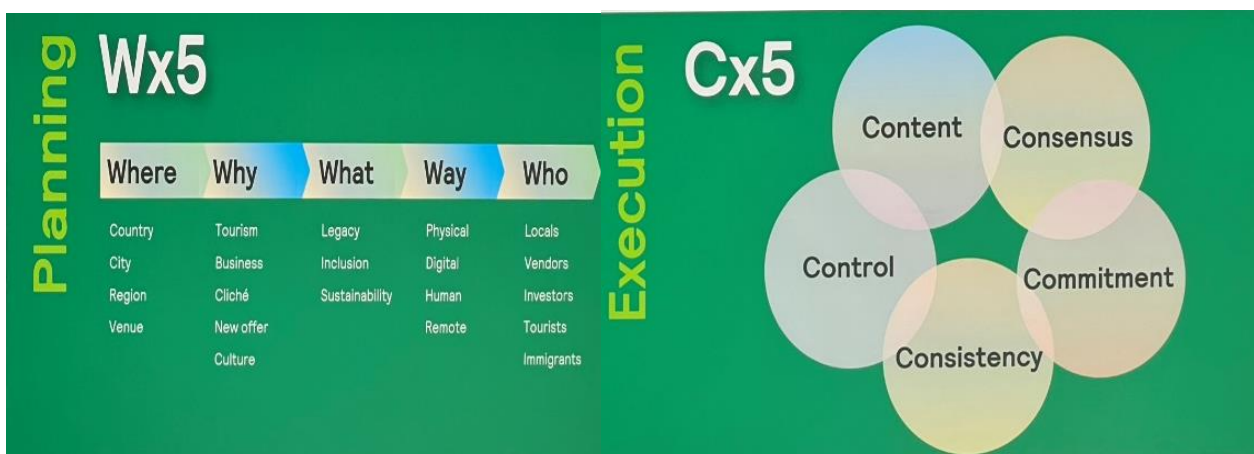 Planning
Wx5
Where Why What Way Who
Country Tourism Legacy Physical Locals
City Business Inclusion Digital Vendors
Region Cliché Sustainability Human Investors
Venue New offer Remote Tourists
Culture Immigrants
Execution
Cx5
Content
Consensus
Control
Commitment
Consistency